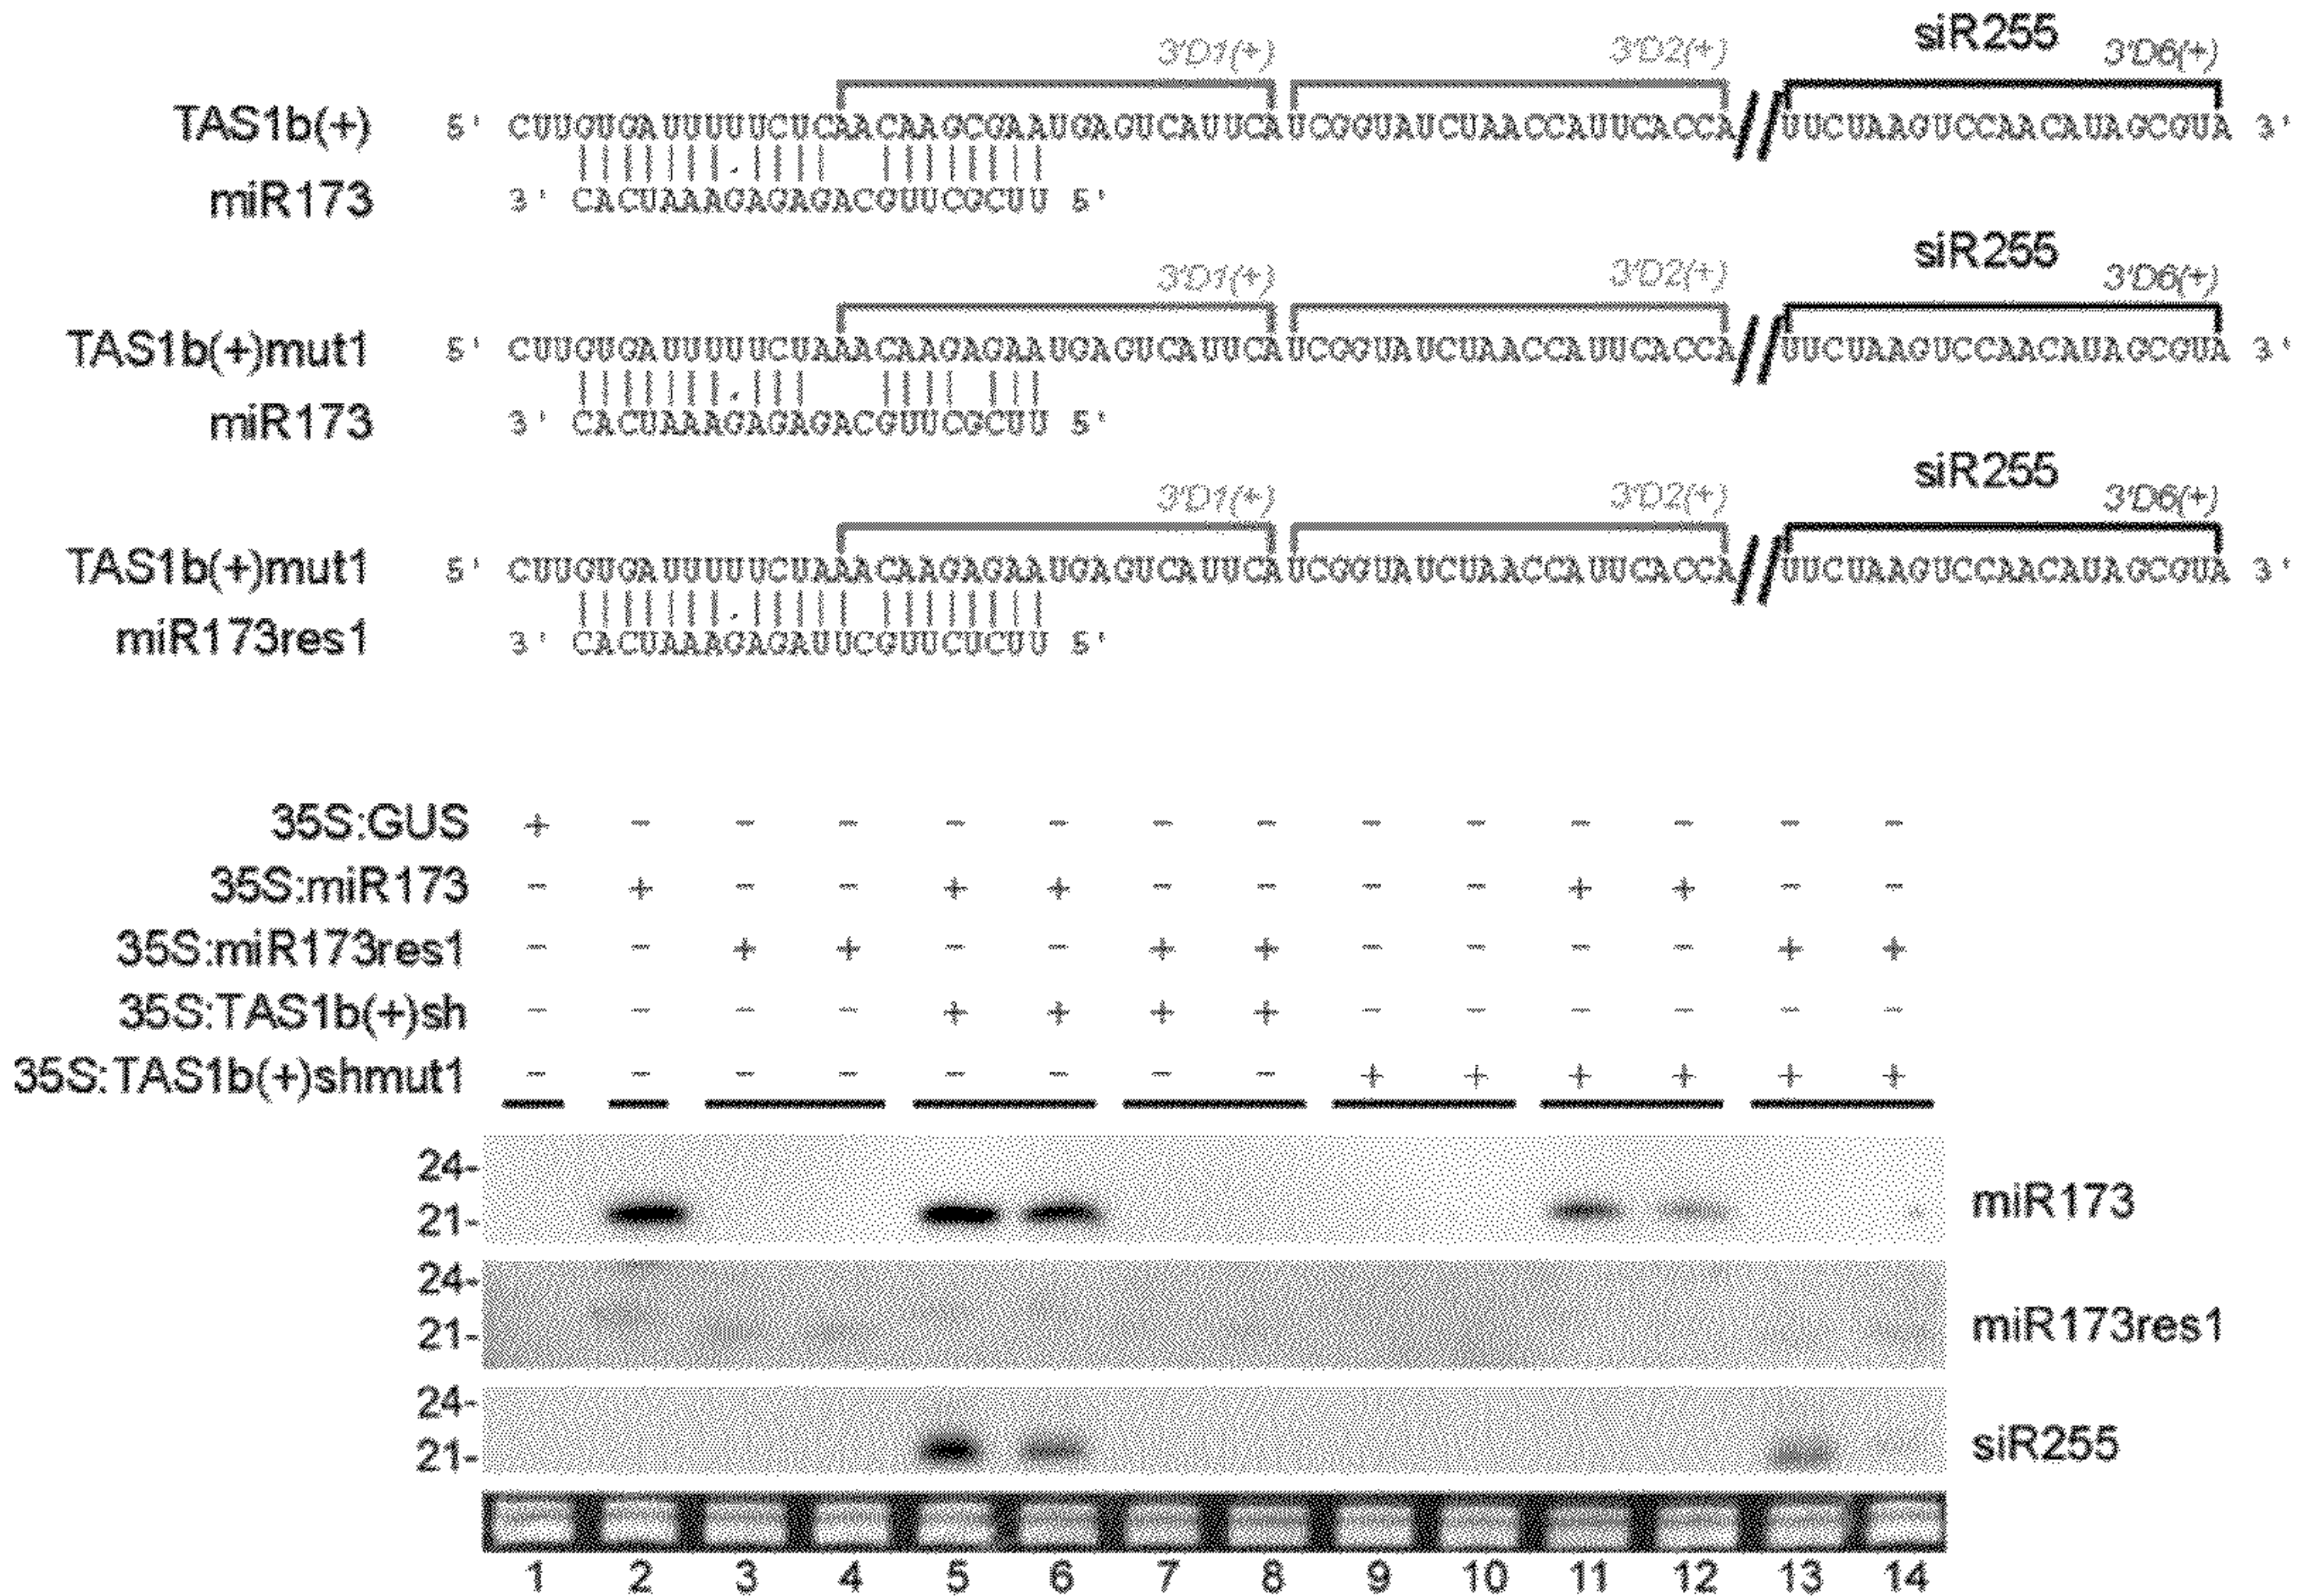 siR255
3'D1(+) 3'D2(+) 3'D6(+)
TAS1b(+) 5' CUUGUGAUUUUUCUCAACAAGCGAAUGAGUCAUUCAUCGGUAUCUAACCAUUCACCA//UUCUAAGUCCAACAUAGCGUA 3'
miR173 3' CACUAAAGAGAGACGUUCGCUU 5'
siR255
3'D1(+) 3'D2(+) 3'D6(+)
TAS1b(+)mut1 5' CUUGUGAUUUUUCUAAACAAGAGAAUGAGUCAUUCAUCGGUAUCUAACCAUUCACCA//UUCUAAGUCCAACAUAGCGUA 3'
miR173 3' CACUAAAGAGAGACGUUCGCUU 5'
siR255
3'D1(+) 3'D2(+) 3'D6(+)
TAS1b(+)mut1 5' CUUGUGAUUUUUCUAAACAAGAGAAUGAGUCAUUCAUCGGUAUCUAACCAUUCACCA//UUCUAAGUCCAACAUAGCGUA 3'
miR173res1 3' CACUAAAGAGAUUCGUUCUCUU 5'
35S:GUS + - - - - - - - - - - - - -
35S:miR173 - + - - + + - - - - + + - -
35S:miR173res1 - - + + - - + + - - - - + +
35S:TAS1b(+)sh - - - - + + + + - - - - - -
35S:TAS1b(+)shmut1 - - - - - - - - + + + + + +
24-
21- miR173
24-
21- miR173res1
24-
21- siR255
1 2 3 4 5 6 7 8 9 10 11 12 13 14